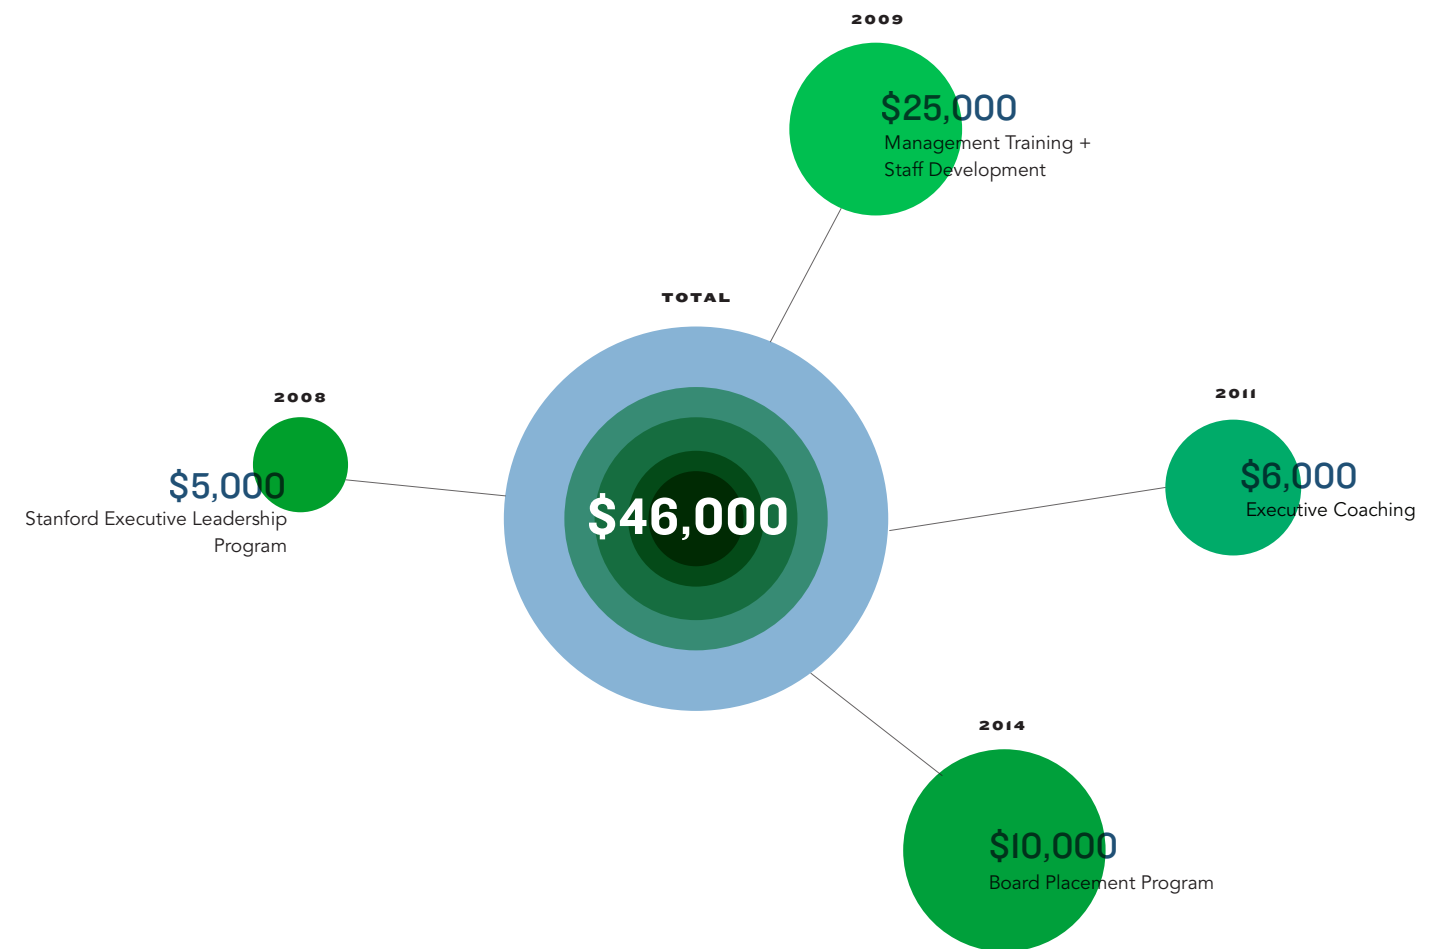 2009
$25,000
Management Training +
Staff Development
TOTAL
$46,000
2008
$5,000
Stanford Executive Leadership
Program
2011
$6,000
Executive Coaching
2014
$10,000
Board Placement Program